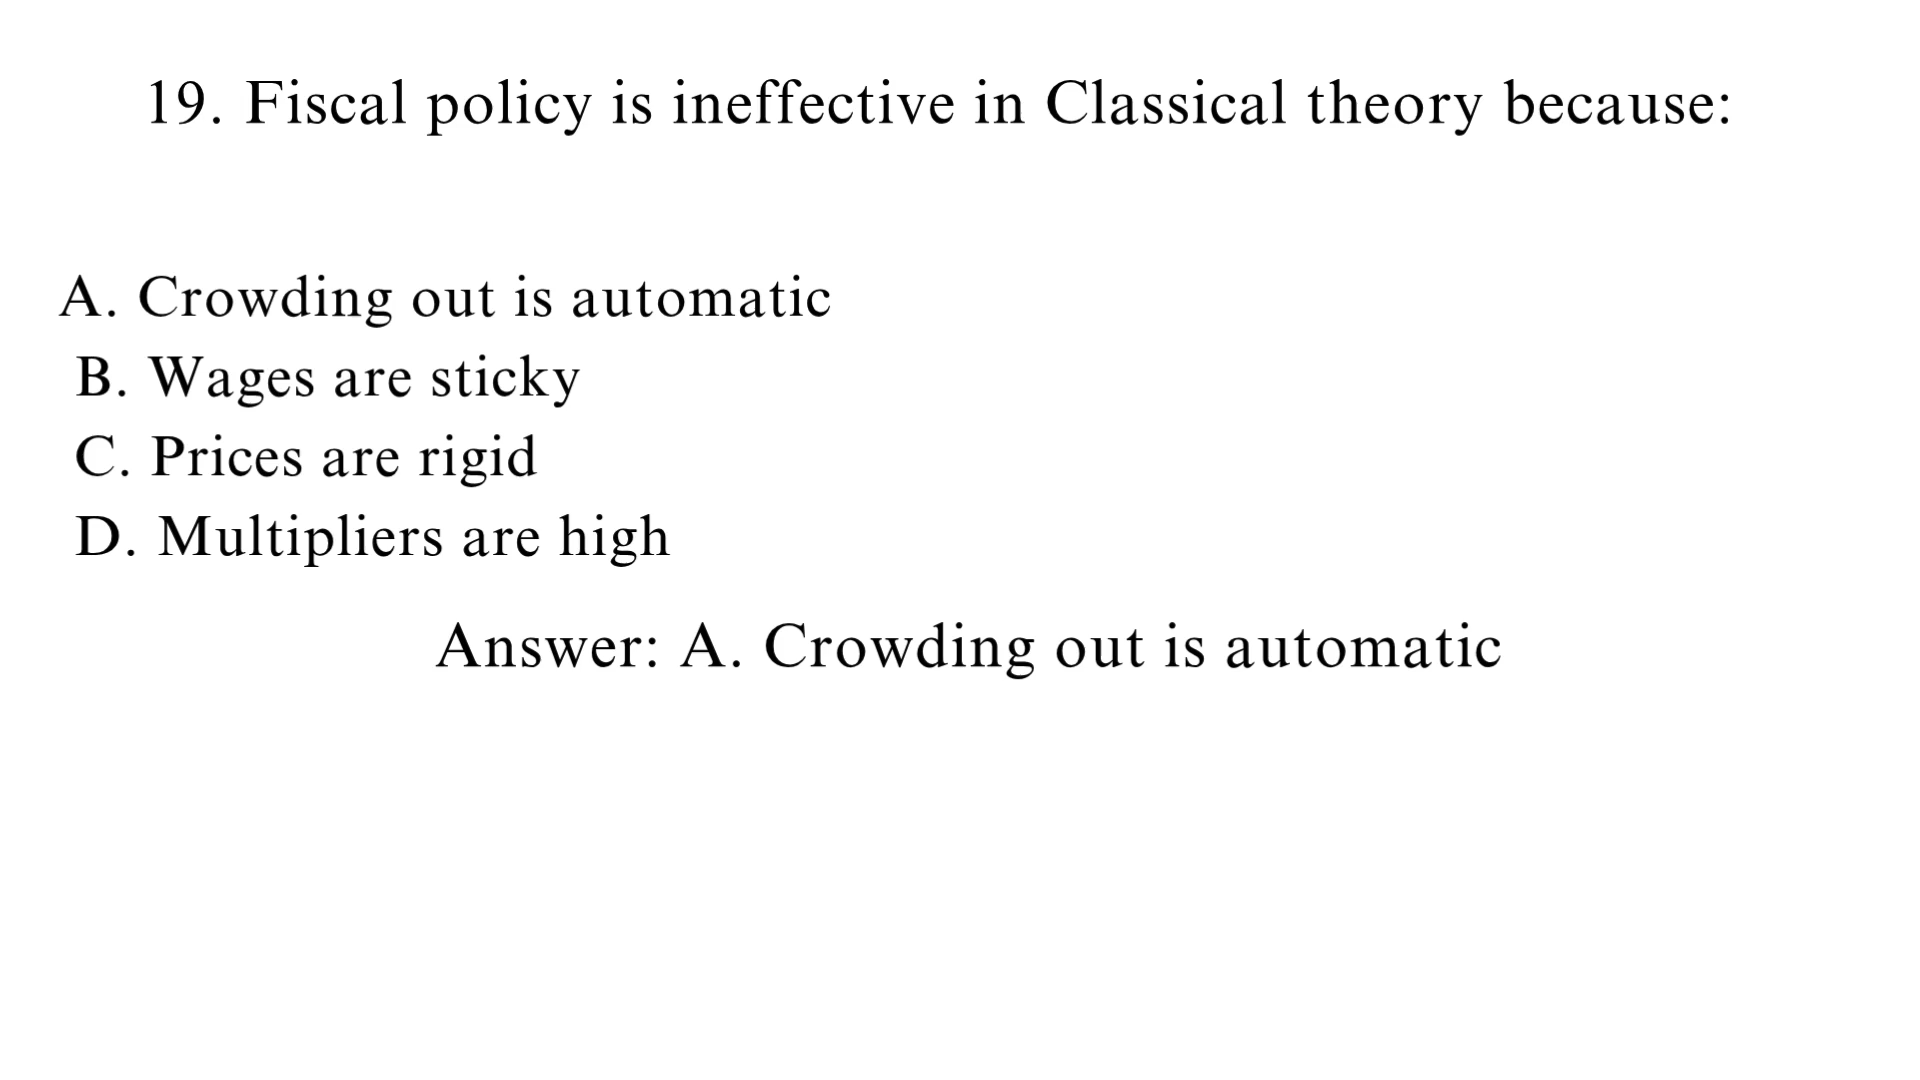 19. Fiscal policy is ineffective in Classical theory because:
A. Crowding out is automatic
B. Wages are sticky
C. Prices are rigid
D. Multipliers are high
Answer: A. Crowding out is automatic